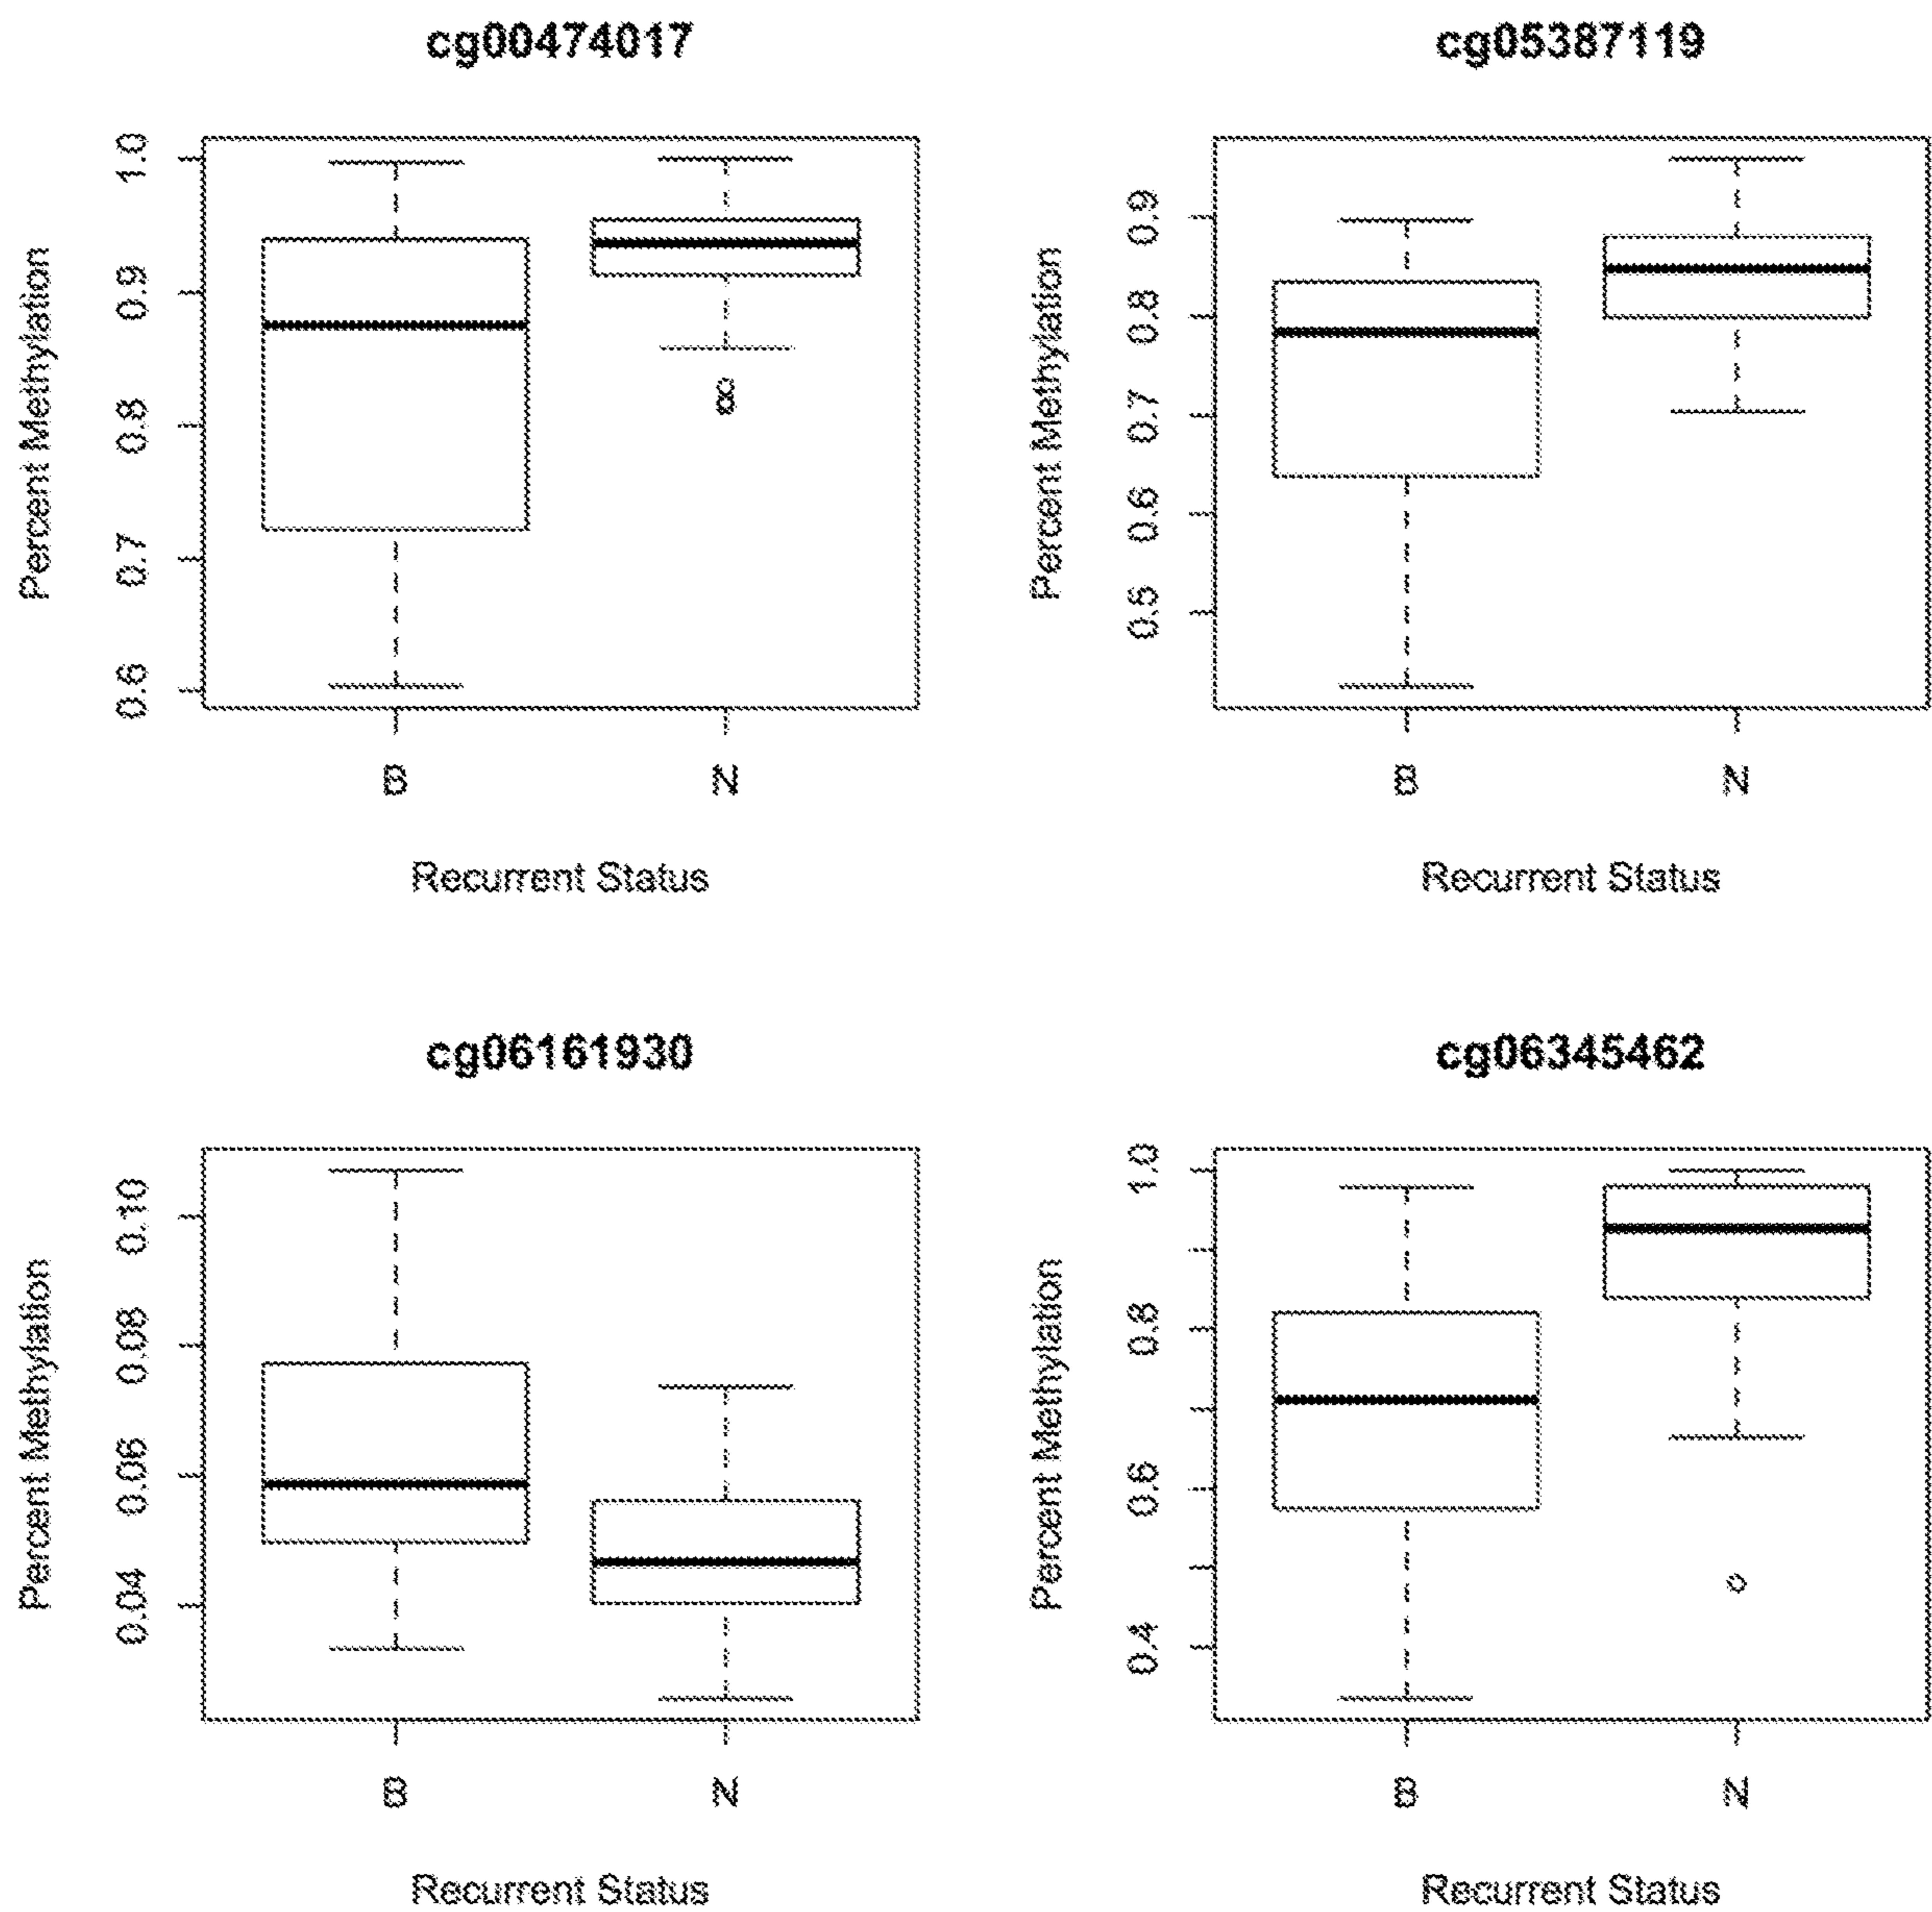 cg00474017
Percent Methylation
1.0
0.9
0.8
0.7
0.6
B
N
Recurrent Status
cg05387119
Percent Methylation
0.9
0.8
0.7
0.6
0.5
B
N
Recurrent Status
cg06161930
Percent Methylation
0.10
0.08
0.06
0.04
B
N
Recurrent Status
cg06345462
Percent Methylation
1.0
0.8
0.6
0.4
B
N
Recurrent Status